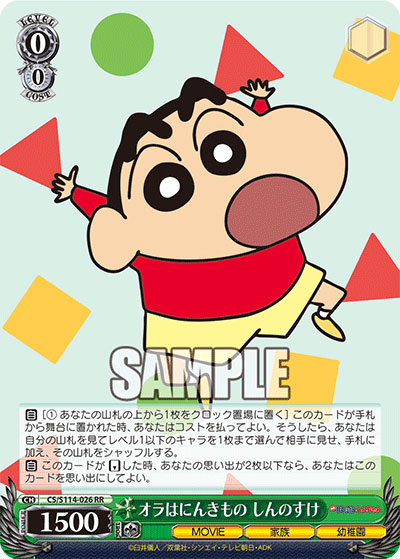 LEVEL
0
0
COST
SAMPLE
自［① あなたの山札の上から1枚をクロック置場に置く］このカードが手札
から舞台に置かれた時、あなたはコストを払ってよい。そうしたら、あなたは
自分の山札を見てレベル1以下のキャラを1枚まで選んで相手に見せ、手札に
加え、その山札をシャッフルする。
自 このカードが したの時、あなたの思い出が2枚以下なら、あなたはこのカー
ドを思い出にしてよい。
CH CS/S114-026 RR
1500
オラはにんきもの しんのすけ
MOVIE 家族 幼稚園
©臼井儀人／双葉社・シンエイ・テレビ朝日・ADK